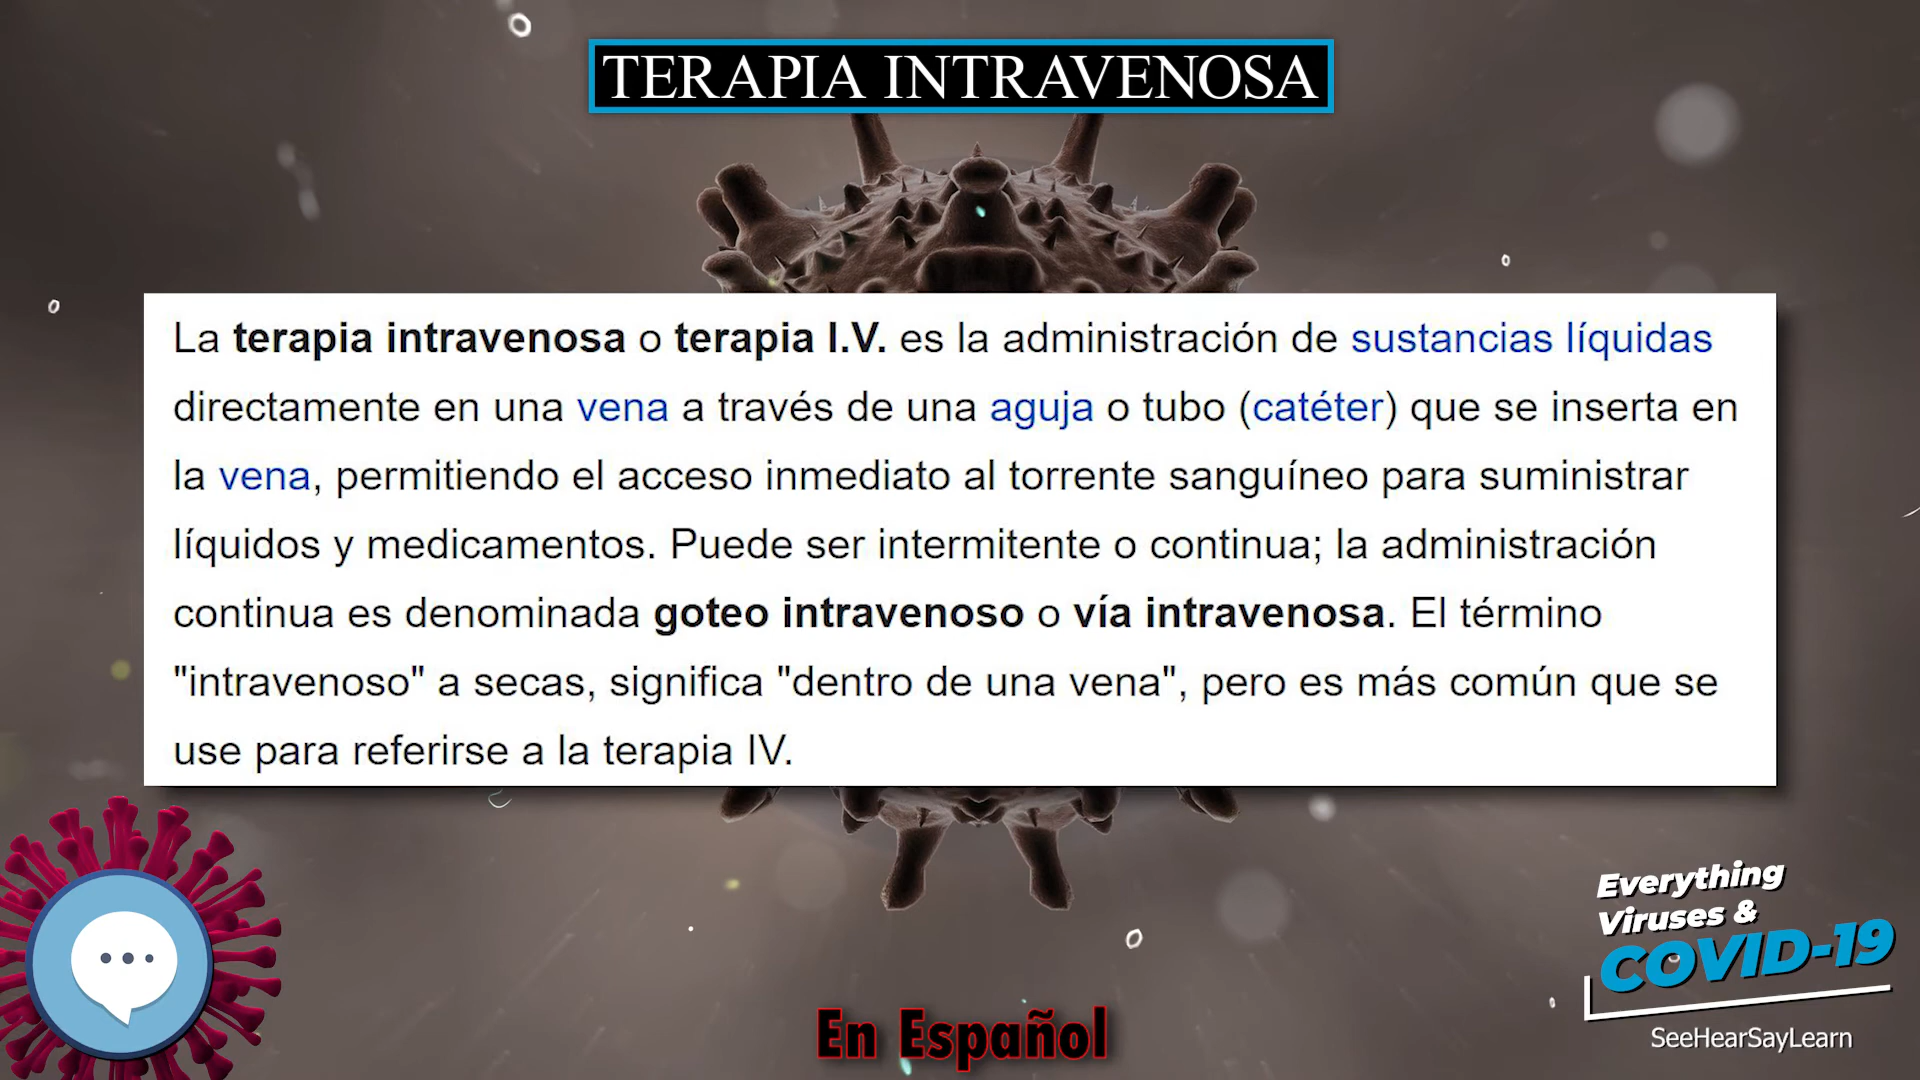 TERAPIA INTRAVENOSA
La terapia intravenosa o terapia I.V. es la administración de sustancias líquidas
directamente en una vena a través de una aguja o tubo (catéter) que se inserta en
la vena, permitiendo el acceso inmediato al torrente sanguíneo para suministrar
líquidos y medicamentos. Puede ser intermitente o continua; la administración
continua es denominada goteo intravenoso o vía intravenosa. El término
"intravenoso" a secas, significa "dentro de una vena", pero es más común que se
use para referirse a la terapia IV.
Everything
Viruses &
COVID-19
SeeHearSayLearn
En Español